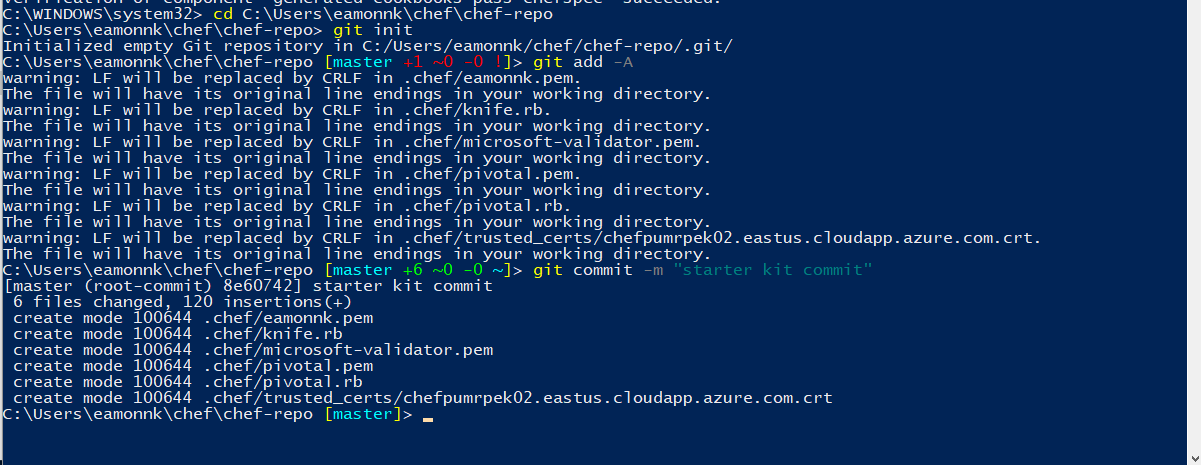 C:\WINDOWS\system32> cd C:\Users\eamonnk\chef\chef-repo
C:\Users\eamonnk\chef\chef-repo> git init
Initialized empty Git repository in C:/Users/eamonnk/chef/chef-repo/.git/
C:\Users\eamonnk\chef\chef-repo [master +1 ~0 -0 !]> git add -A
warning: LF will be replaced by CRLF in .chef/eamonnk.pem.
The file will have its original line endings in your working directory.
warning: LF will be replaced by CRLF in .chef/knife.rb.
The file will have its original line endings in your working directory.
warning: LF will be replaced by CRLF in .chef/microsoft-validator.pem.
The file will have its original line endings in your working directory.
warning: LF will be replaced by CRLF in .chef/pivotal.pem.
The file will have its original line endings in your working directory.
warning: LF will be replaced by CRLF in .chef/pivotal.rb.
The file will have its original line endings in your working directory.
warning: LF will be replaced by CRLF in .chef/trusted_certs/chefpumrpek02.eastus.cloudapp.azure.com.crt.
The file will have its original line endings in your working directory.
C:\Users\eamonnk\chef\chef-repo [master +6 ~0 -0 ~]> git commit -m "starter kit commit"
[master (root-commit) 8e60742] starter kit commit
 6 files changed, 120 insertions(+)
 create mode 100644 .chef/eamonnk.pem
 create mode 100644 .chef/knife.rb
 create mode 100644 .chef/microsoft-validator.pem
 create mode 100644 .chef/pivotal.pem
 create mode 100644 .chef/pivotal.rb
 create mode 100644 .chef/trusted_certs/chefpumrpek02.eastus.cloudapp.azure.com.crt
C:\Users\eamonnk\chef\chef-repo [master]>